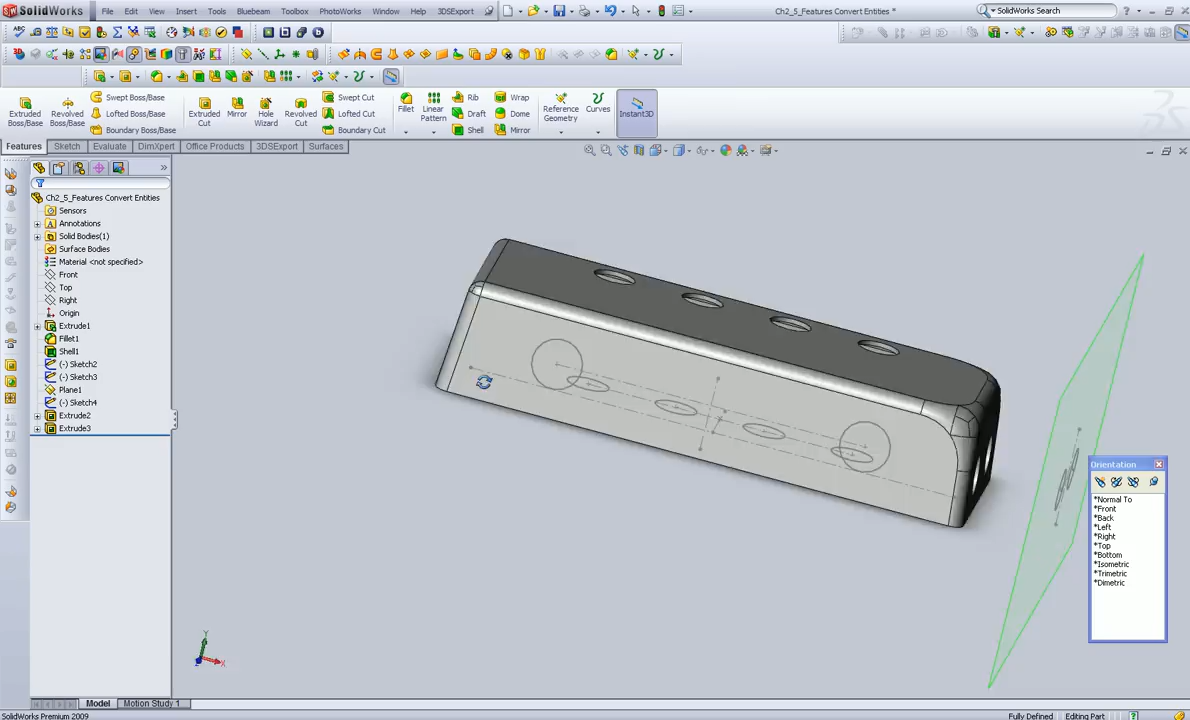 SolidWorks File Edit View Insert Tools Toolbox PhotoWorks Window Bluebeam Help 3DSExport Ch2_5_Features Convert Entities * SolidWorks Search
Extruded Boss/Base
Revolved Boss/Base
Swept Boss/Base
Lofted Boss/Base
Boundary Boss/Base
Extruded Cut
Mirror
Hole Wizard
Revolved Cut
Swept Cut
Lofted Cut
Boundary Cut
Fillet
Linear Pattern
Rib
Draft
Shell
Wrap
Dome
Mirror
Reference Geometry
Curves
Instant3D
Features Sketch Evaluate DimXpert Office Products 3DSExport Surfaces
Ch2_5_Features Convert Entities
Sensors
Annotations
Solid Bodies(1)
Surface Bodies
Material <not specified>
Front
Top
Right
Origin
Extrude1
Fillet1
Shell1
(-) Sketch2
(-) Sketch3
Plane1
(-) Sketch4
Extrude2
Extrude3
Orientation
*Normal To
*Front
*Back
*Left
*Right
*Top
*Bottom
*Isometric
*Trimetric
*Dimetric
Y
X
Z
Model Motion Study 1
SolidWorks Premium 2009 Fully Defined Editing Part